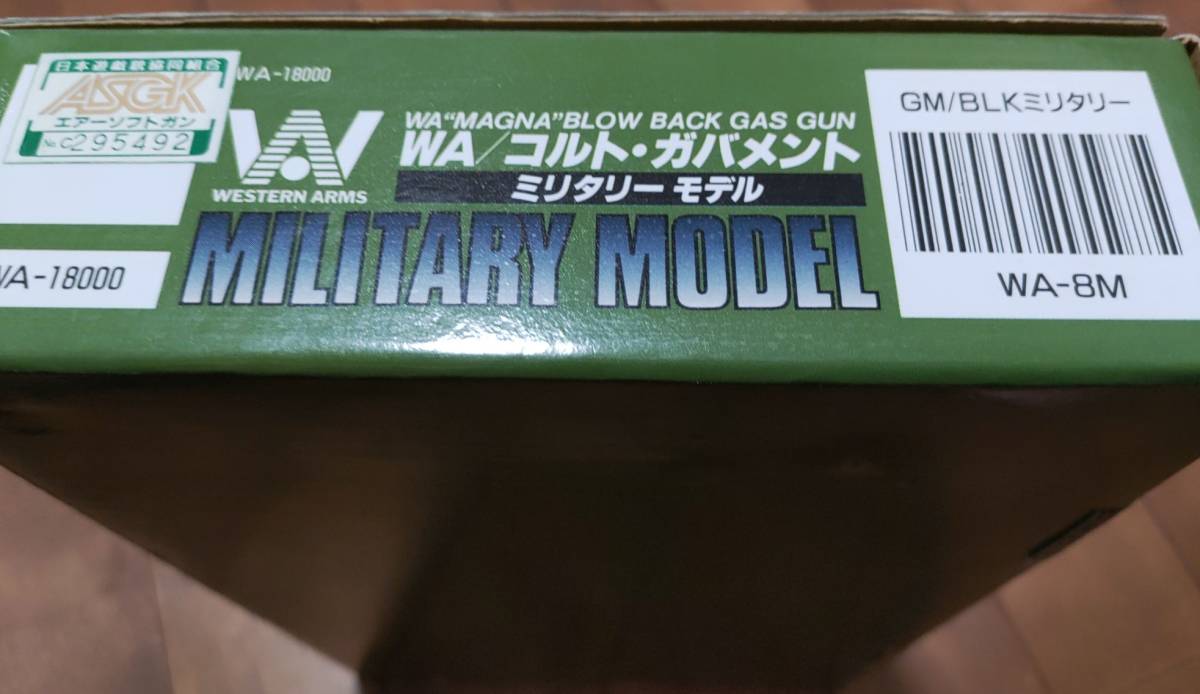 日本遊戯銃協同組合
ASGK
エアーソフトガン
No.C295492
WA-18000
WA-18000
WESTERN ARMS
WA"MAGNA"BLOW BACK GAS GUN
WA/コルト・ガバメント
ミリタリー モデル
MILITARY MODEL
GM/BLKミリタリー
WA-8M